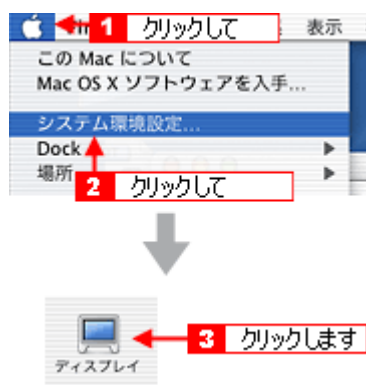 1 クリックして
表示
この Mac について
Mac OS X ソフトウェアを入手...
システム環境設定...
Dock
場所
2 クリックして
3 クリックします
ディスプレイ